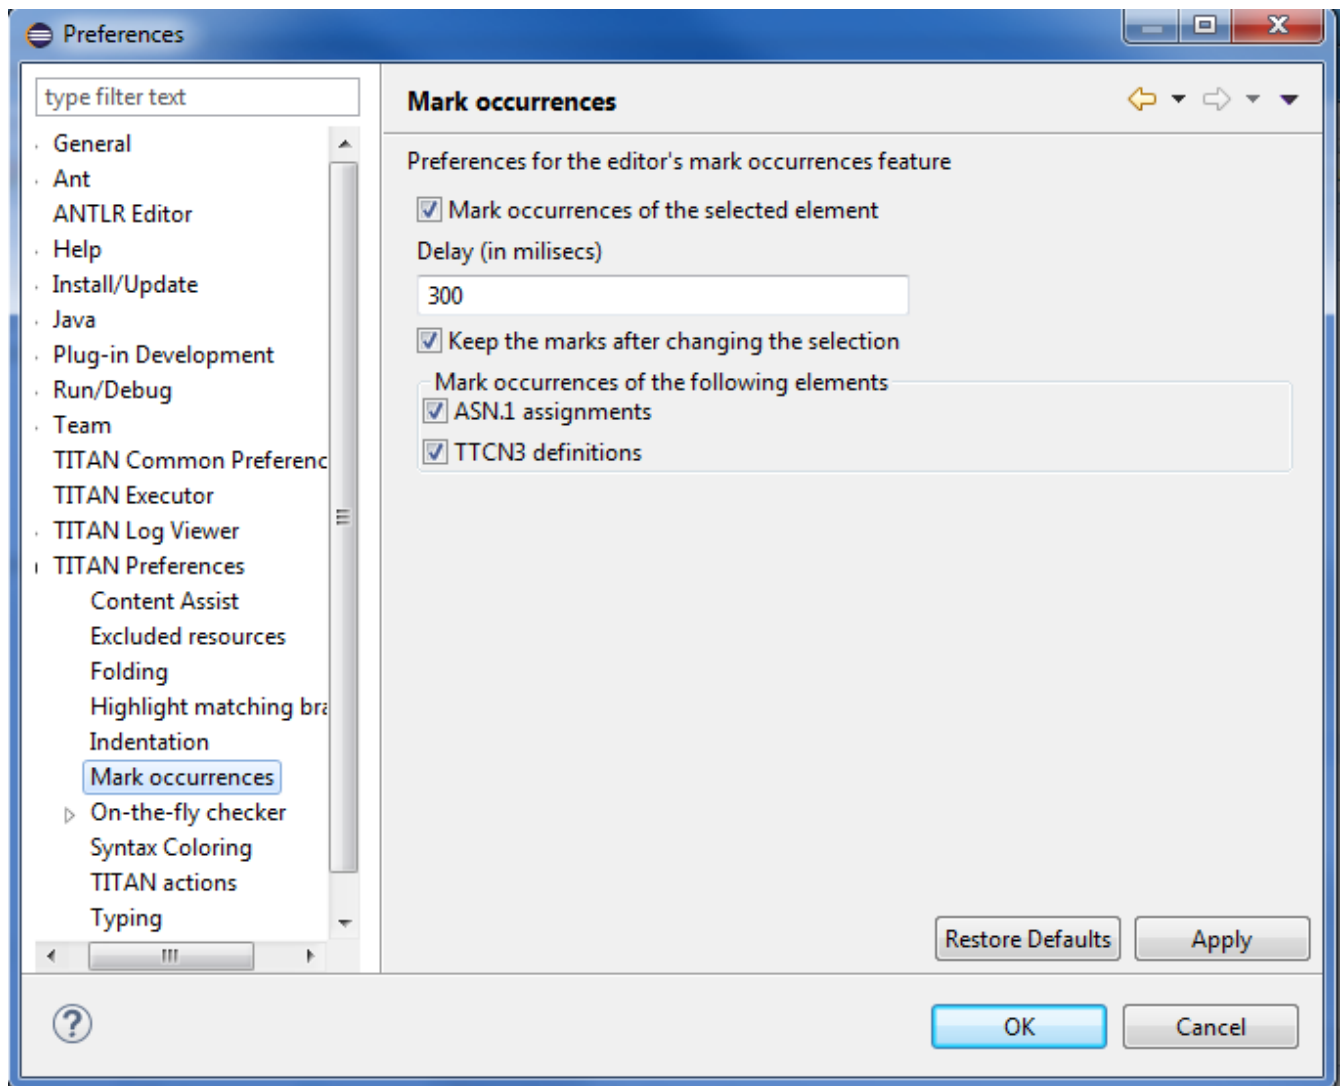 Preferences
type filter text
General
Ant
ANTLR Editor
Help
Install/Update
Java
Plug-in Development
Run/Debug
Team
TITAN Common Preferenc
TITAN Executor
TITAN Log Viewer
TITAN Preferences
Content Assist
Excluded resources
Folding
Highlight matching bra
Indentation
Mark occurrences
On-the-fly checker
Syntax Coloring
TITAN actions
Typing
Mark occurrences
Preferences for the editor's mark occurrences feature
Mark occurrences of the selected element
Delay (in milisecs)
300
Keep the marks after changing the selection
Mark occurrences of the following elements
ASN.1 assignments
TTCN3 definitions
Restore Defaults Apply
OK Cancel